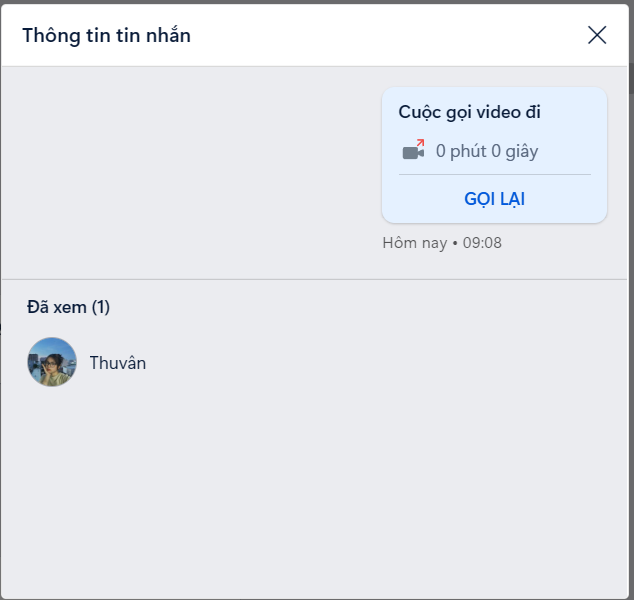 Thông tin tin nhắn
Cuộc gọi video đi
0 phút 0 giây
GỌI LẠI
Hôm nay • 09:08
Đã xem (1)
Thuvân